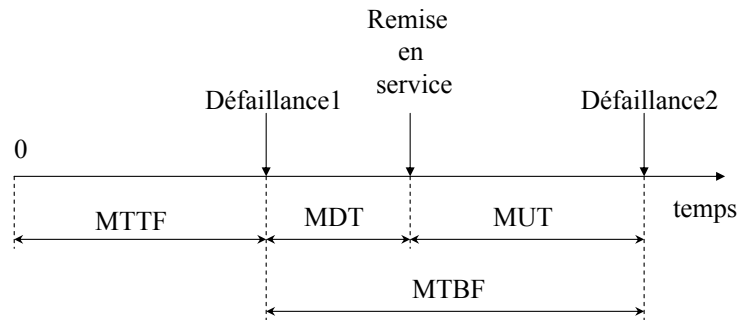 Remise
en
service
Défaillance1
Défaillance2
0
temps
MTTF
MDT
MUT
MTBF